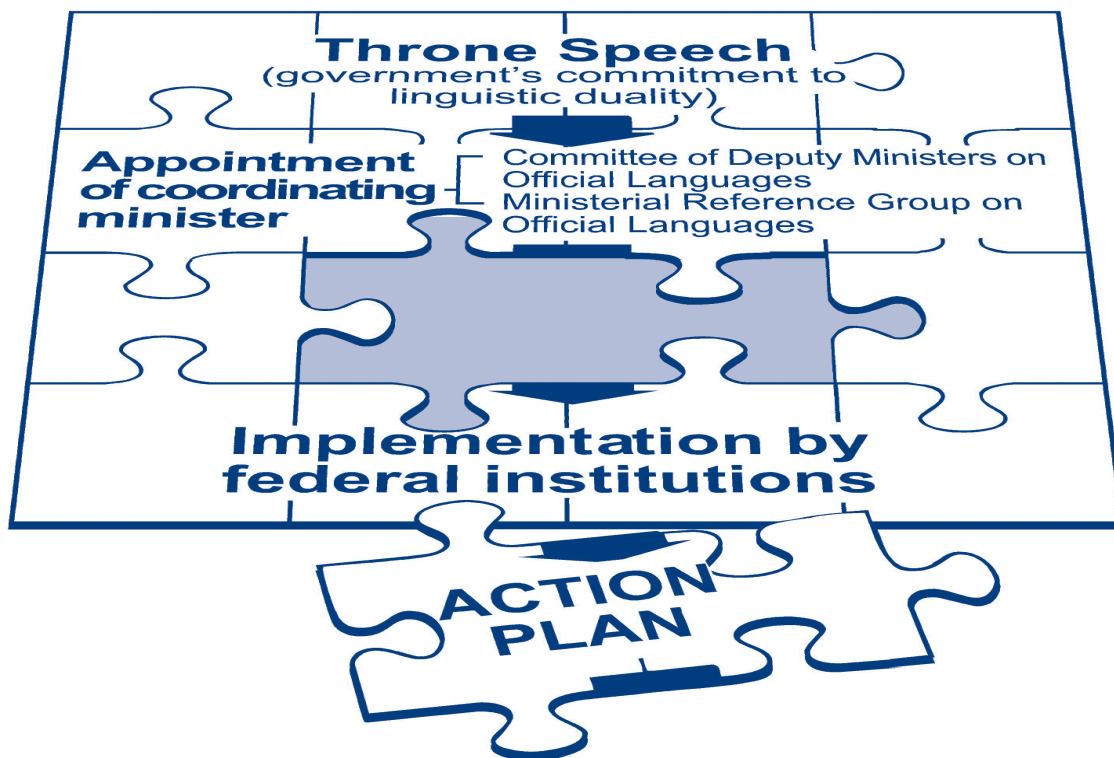 Throne Speech
(government's commitment to
linguistic duality)
Appointment
of coordinating
minister
Committee of Deputy Ministers on
Official Languages
Ministerial Reference Group on
Official Languages
Implementation by
federal institutions
ACTION
PLAN